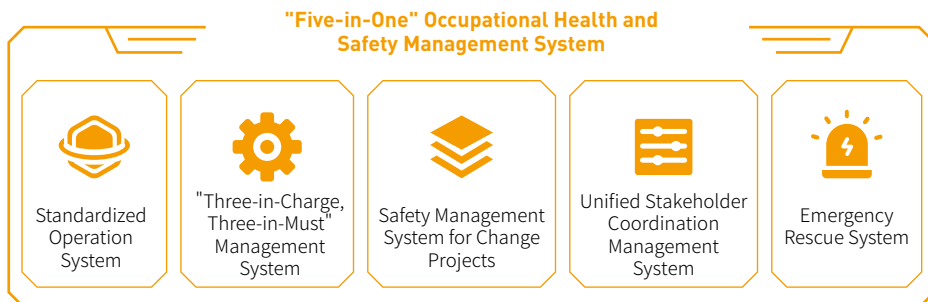 "Five-in-One" Occupational Health and
Safety Management System
Standardized
Operation
System
"Three-in-Charge,
Three-in-Must"
Management
System
Safety Management
System for Change
Projects
Unified Stakeholder
Coordination
Management
System
Emergency
Rescue System